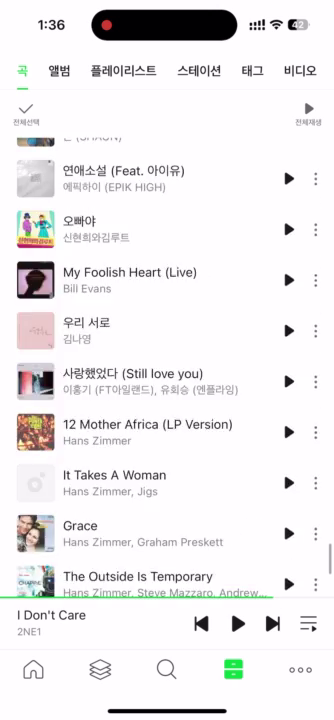 1:36
42
곡 앨범 플레이리스트 스테이션 태그 비디오
전체선택 전체재생
연애소설 (Feat. 아이유)
에픽하이 (EPIK HIGH)
오빠야
신현희와김루트
My Foolish Heart (Live)
Bill Evans
우리 서로
김나영
사랑했었다 (Still love you)
이홍기 (FT아일랜드), 유회승 (엔플라잉)
12 Mother Africa (LP Version)
Hans Zimmer
It Takes A Woman
Hans Zimmer, Jigs
Grace
Hans Zimmer, Graham Preskett
The Outside Is Temporary
Hans Zimmer, Steve Mazzaro, Andrew...
I Don't Care
2NE1